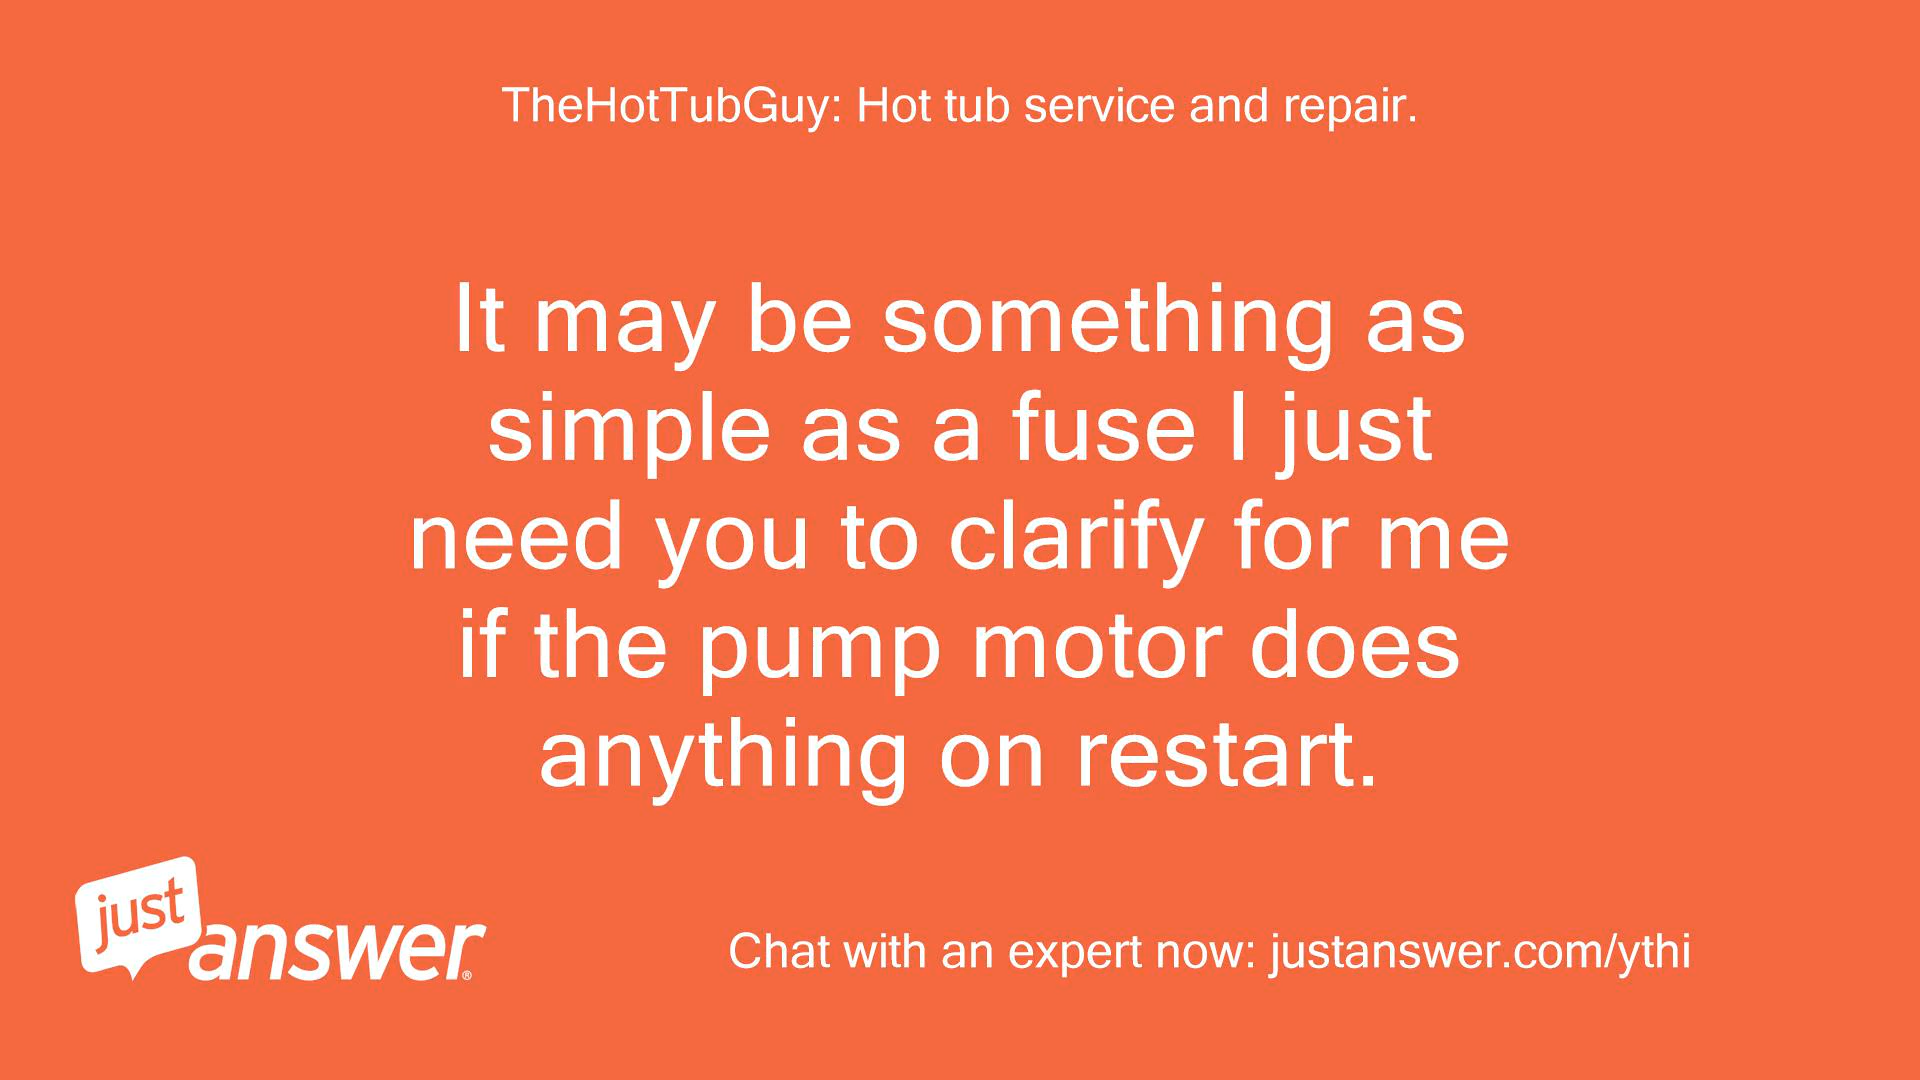 TheHotTubGuy: Hot tub service and repair.
It may be something as
simple as a fuse I just
need you to clarify for me
if the pump motor does
anything on restart.
just
answer®
Chat with an expert now: justanswer.com/ythi